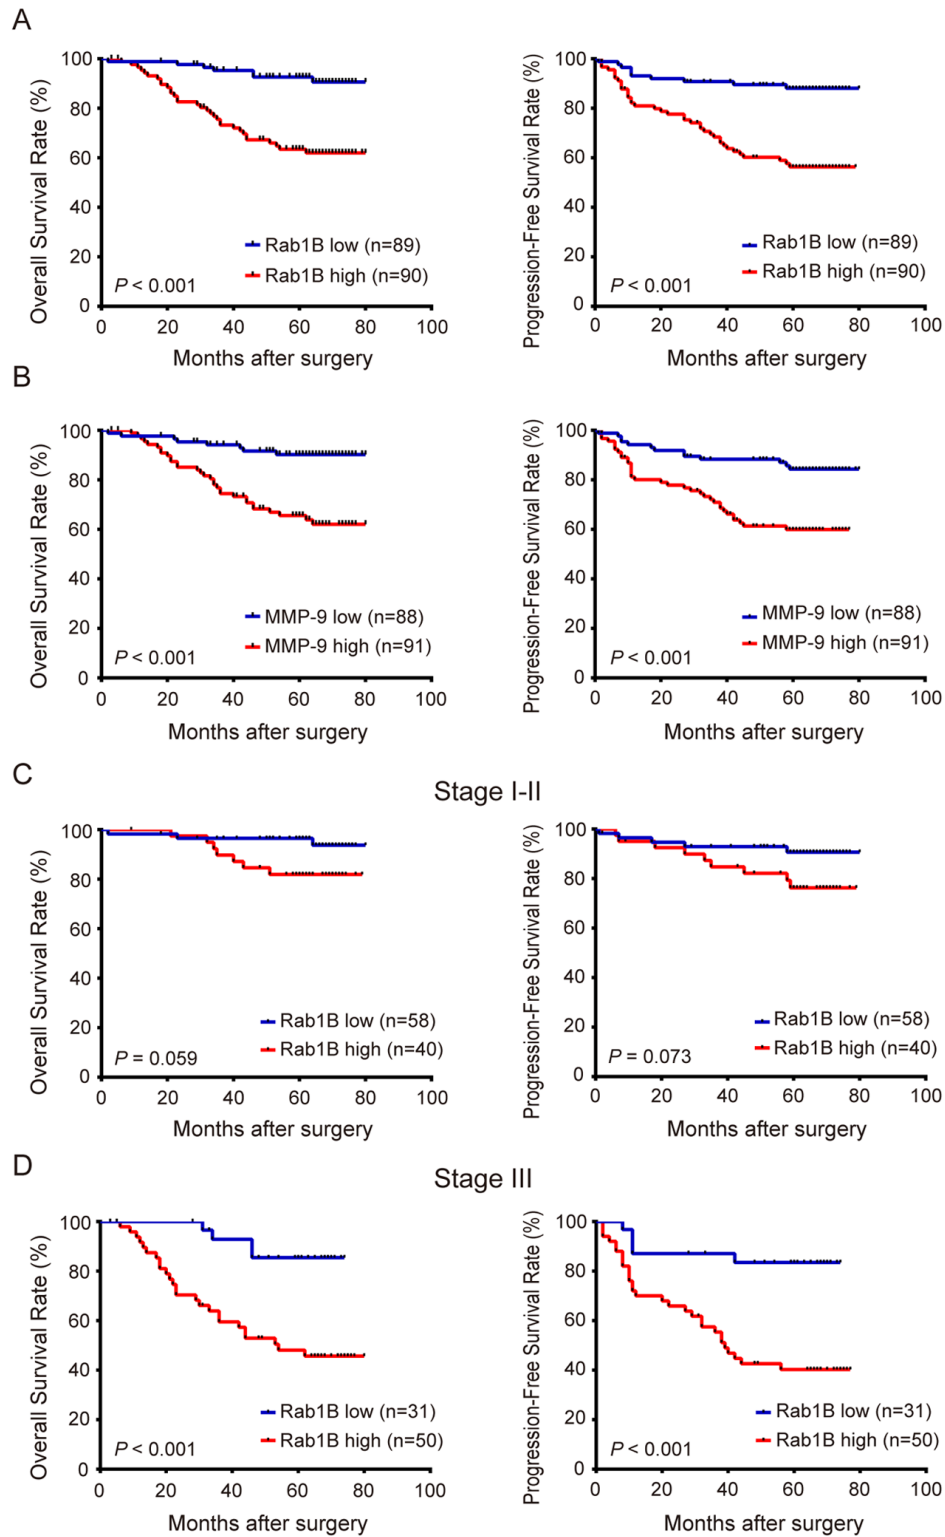 A
Overall Survival Rate (%)
100
80
60
40
20
0
Rab1B low (n=89)
Rab1B high (n=90)
P < 0.001
0 20 40 60 80 100
Months after surgery
Progression-Free Survival Rate (%)
100
80
60
40
20
0
Rab1B low (n=89)
Rab1B high (n=90)
P < 0.001
0 20 40 60 80 100
Months after surgery
B
Overall Survival Rate (%)
100
80
60
40
20
0
MMP-9 low (n=88)
MMP-9 high (n=91)
P < 0.001
0 20 40 60 80 100
Months after surgery
Progression-Free Survival Rate (%)
100
80
60
40
20
0
MMP-9 low (n=88)
MMP-9 high (n=91)
P < 0.001
0 20 40 60 80 100
Months after surgery
C
Stage I-II
Overall Survival Rate (%)
100
80
60
40
20
0
Rab1B low (n=58)
Rab1B high (n=40)
P = 0.059
0 20 40 60 80 100
Months after surgery
Progression-Free Survival Rate (%)
100
80
60
40
20
0
Rab1B low (n=58)
Rab1B high (n=40)
P = 0.073
0 20 40 60 80 100
Months after surgery
D
Stage III
Overall Survival Rate (%)
100
80
60
40
20
0
Rab1B low (n=31)
Rab1B high (n=50)
P < 0.001
0 20 40 60 80 100
Months after surgery
Progression-Free Survival Rate (%)
100
80
60
40
20
0
Rab1B low (n=31)
Rab1B high (n=50)
P < 0.001
0 20 40 60 80 100
Months after surgery